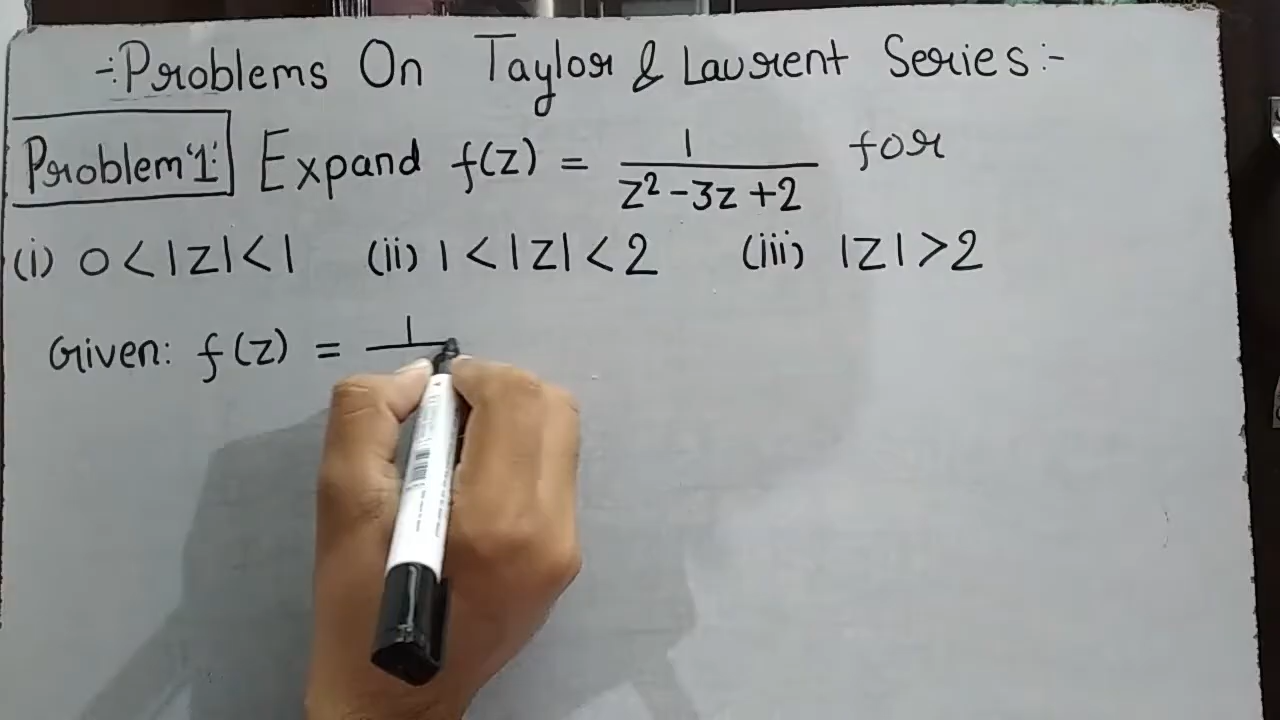 -:Problems On Taylor & Laurent Series:-
Problem'1': Expand f(z) = 1/(z²-3z+2) for
(i) 0<|z|<1 (ii) 1<|z|<2 (iii) |z|>2
Given: f(z) = 1